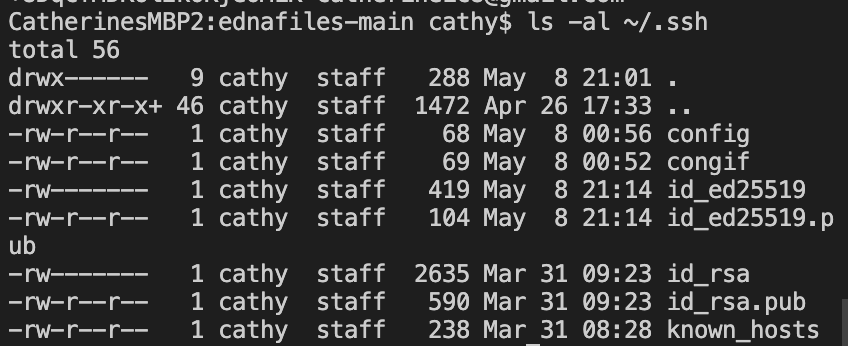 CatherinesMBP2:ednafiles-main cathy$ ls -al ~/.ssh
total 56
drwx------   9 cathy  staff   288 May  8 21:01 .
drwxr-xr-x+ 46 cathy  staff  1472 Apr 26 17:33 ..
-rw-r--r--   1 cathy  staff    68 May  8 00:56 config
-rw-r--r--   1 cathy  staff    69 May  8 00:52 congif
-rw-------   1 cathy  staff   419 May  8 21:14 id_ed25519
-rw-r--r--   1 cathy  staff   104 May  8 21:14 id_ed25519.p
ub
-rw-------   1 cathy  staff  2635 Mar 31 09:23 id_rsa
-rw-r--r--   1 cathy  staff   590 Mar 31 09:23 id_rsa.pub
-rw-r--r--   1 cathy  staff   238 Mar 31 08:28 known_hosts